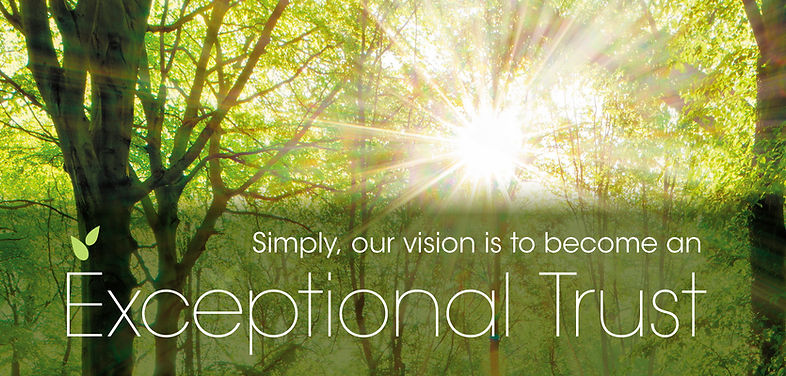 Simply, our vision is to become an
Exceptional Trust